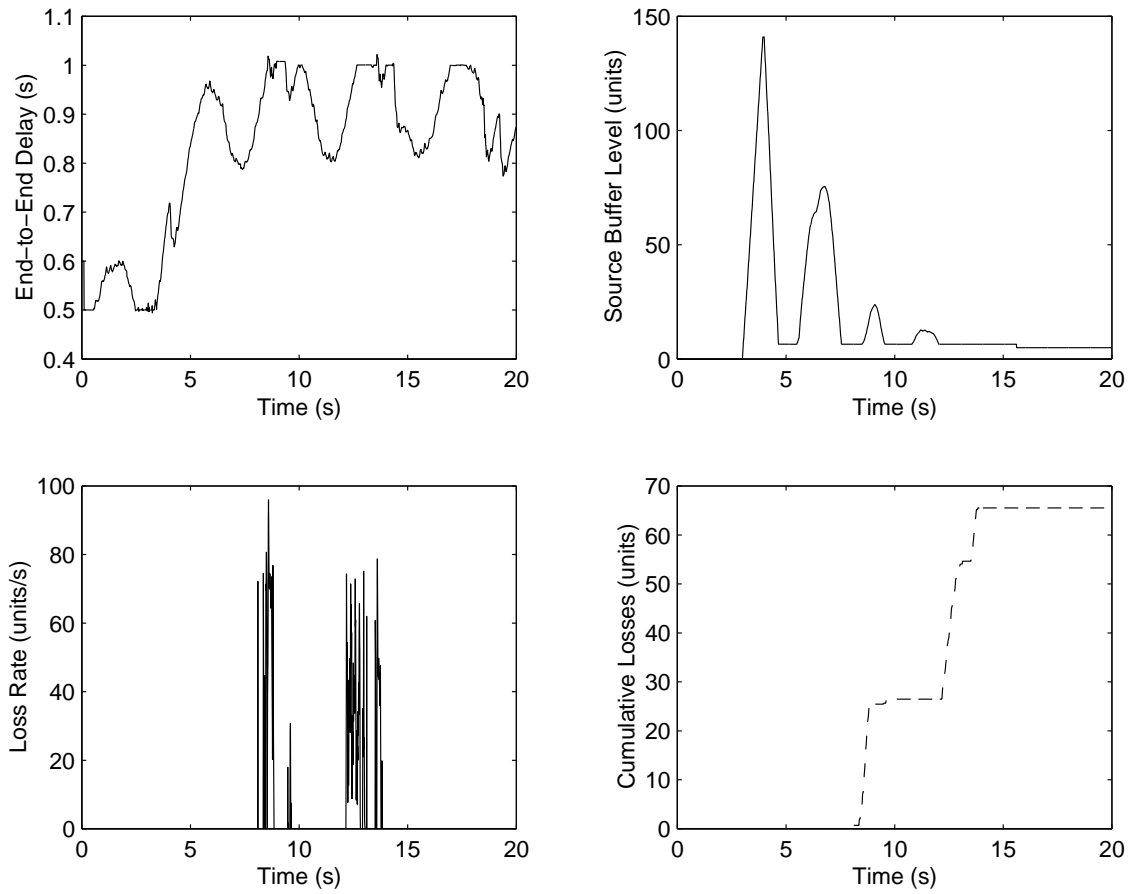 1.1
1
0.9
0.8
0.7
0.6
0.5
0.4
End−to−End Delay (s)
0 5 10 15 20
Time (s)
150
100
50
0
Source Buffer Level (units)
0 5 10 15 20
Time (s)
100
80
60
40
20
0
Loss Rate (units/s)
0 5 10 15 20
Time (s)
70
60
50
40
30
20
10
0
Cumulative Losses (units)
0 5 10 15 20
Time (s)